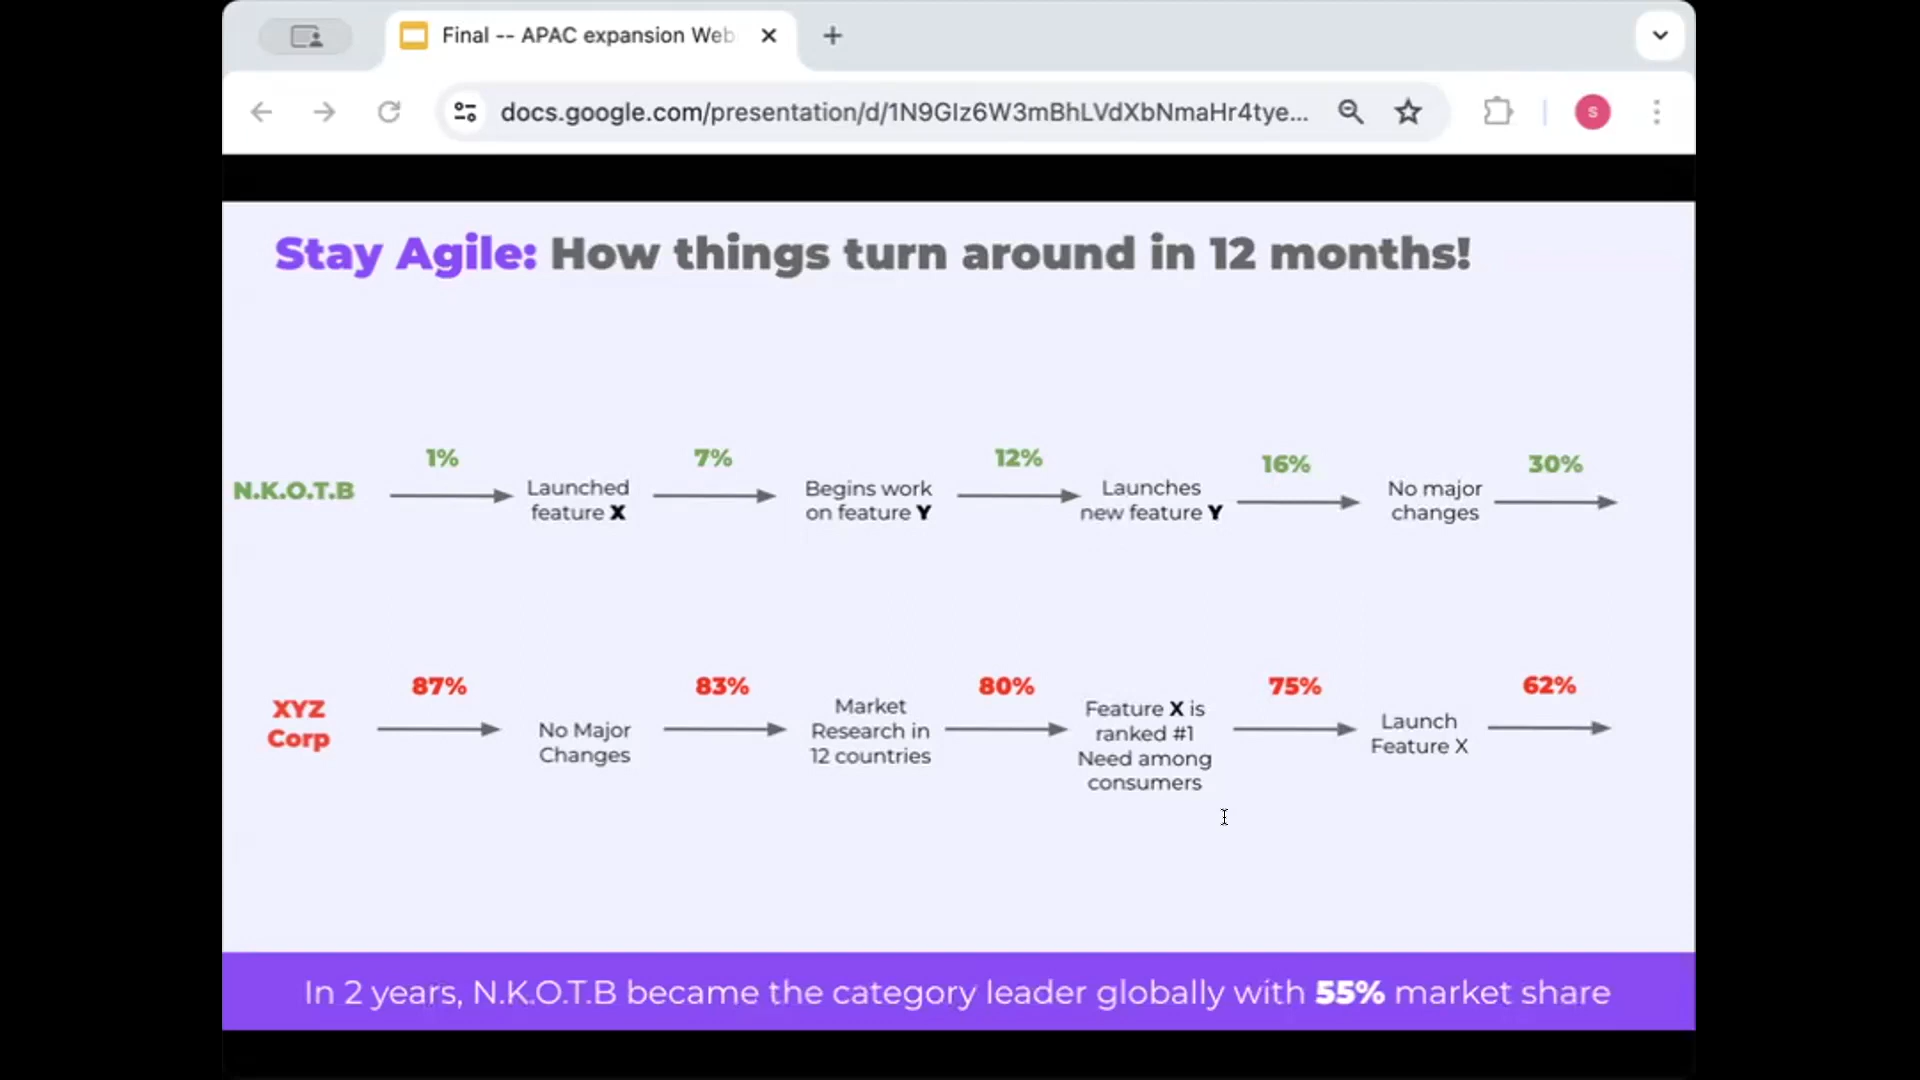 Final -- APAC expansion Web
docs.google.com/presentation/d/1N9GIz6W3mBhLVdXbNmaHr4tye...
S
Stay Agile: How things turn around in 12 months!
1%
7%
12%
16%
30%
N.K.O.T.B
Launched
feature X
Begins work
on feature Y
Launches
new feature Y
No major
changes
87%
83%
80%
75%
62%
XYZ
Corp
No Major
Changes
Market
Research in
12 countries
Feature X is
ranked #1
Need among
consumers
Launch
Feature X
In 2 years, N.K.O.T.B became the category leader globally with 55% market share